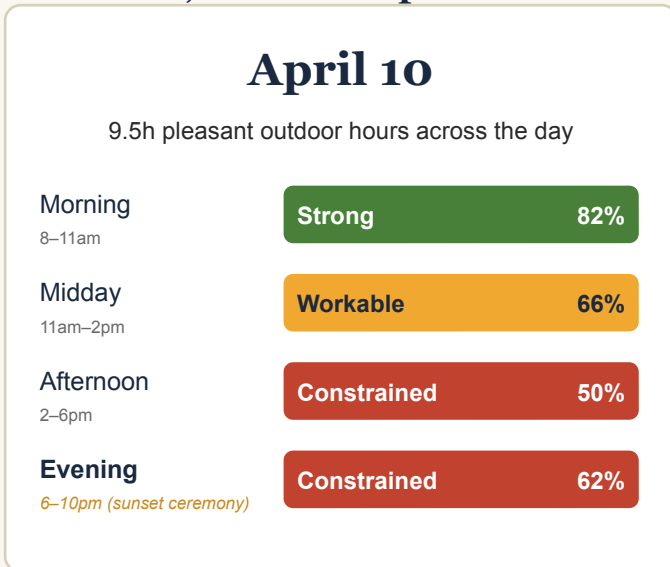 April 10
9.5h pleasant outdoor hours across the day
Morning
8–11am
Strong 82%
Midday
11am–2pm
Workable 66%
Afternoon
2–6pm
Constrained 50%
Evening
6–10pm (sunset ceremony)
Constrained 62%